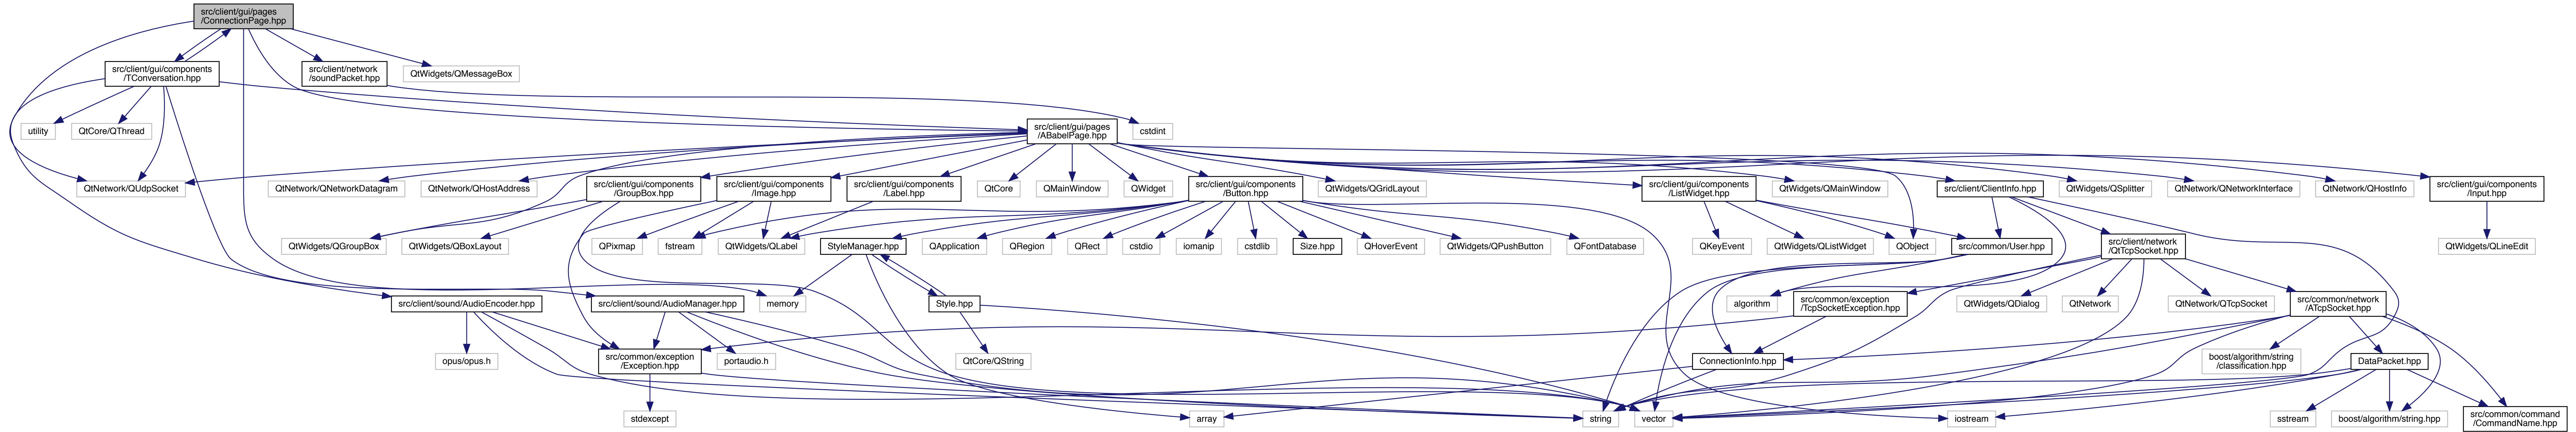 src/client/gui/pages
/ConnectionPage.hpp
src/client/gui/components
/TConversation.hpp
src/client/network
/soundPacket.hpp
QtWidgets/QMessageBox
utility
QtCore/QThread
src/client/gui/pages
/ABabelPage.hpp
cstdint
QtNetwork/QUdpSocket
QtNetwork/QNetworkDatagram
QtNetwork/QHostAddress
src/client/gui/components
/GroupBox.hpp
src/client/gui/components
/Image.hpp
src/client/gui/components
/Label.hpp
QtCore
QMainWindow
QWidget
src/client/gui/components
/Button.hpp
QtWidgets/QGridLayout
src/client/gui/components
/ListWidget.hpp
QtWidgets/QMainWindow
src/client/ClientInfo.hpp
QtWidgets/QSplitter
QtNetwork/QNetworkInterface
QtNetwork/QHostInfo
src/client/gui/components
/Input.hpp
QtWidgets/QGroupBox
QtWidgets/QBoxLayout
QPixmap
fstream
QtWidgets/QLabel
StyleManager.hpp
QApplication
QRegion
QRect
cstdio
iomanip
cstdlib
Size.hpp
QHoverEvent
QtWidgets/QPushButton
QFontDatabase
QKeyEvent
QtWidgets/QListWidget
QObject
src/common/User.hpp
src/client/network
/QtTcpSocket.hpp
QtWidgets/QLineEdit
src/client/sound/AudioEncoder.hpp
src/client/sound/AudioManager.hpp
memory
Style.hpp
algorithm
src/common/exception
/TcpSocketException.hpp
QtWidgets/QDialog
QtNetwork
QtNetwork/QTcpSocket
src/common/network
/ATcpSocket.hpp
opus/opus.h
src/common/exception
/Exception.hpp
portaudio.h
QtCore/QString
ConnectionInfo.hpp
boost/algorithm/string
/classification.hpp
DataPacket.hpp
stdexcept
array
string
vector
iostream
sstream
boost/algorithm/string.hpp
src/common/command
/CommandName.hpp